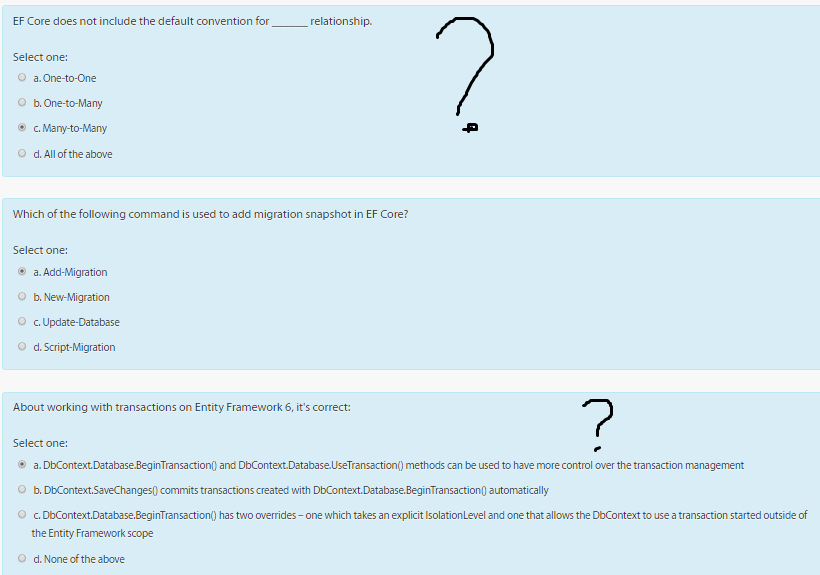 EF Core does not include the default convention for ______ relationship.
Select one:
a. One-to-One
b. One-to-Many
c. Many-to-Many
d. All of the above
?
Which of the following command is used to add migration snapshot in EF Core?
Select one:
a. Add-Migration
b. New-Migration
c. Update-Database
d. Script-Migration
About working with transactions on Entity Framework 6, it's correct:
?
Select one:
a. DbContext.Database.BeginTransaction() and DbContext.Database.UseTransaction() methods can be used to have more control over the transaction management
b. DbContext.SaveChanges() commits transactions created with DbContext.Database.BeginTransaction() automatically
c. DbContext.Database.BeginTransaction() has two overrides – one which takes an explicit IsolationLevel and one that allows the DbContext to use a transaction started outside of
the Entity Framework scope
d. None of the above